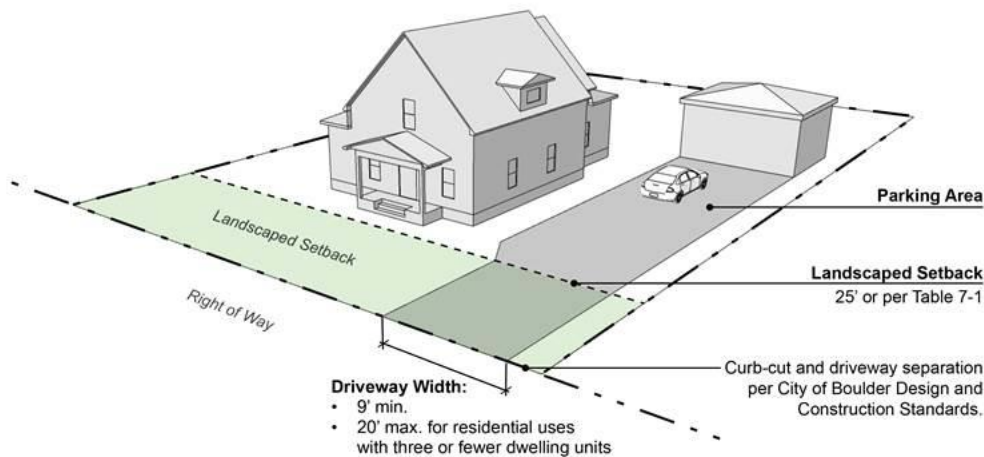 Landscaped Setback
Right of Way
Parking Area
Landscaped Setback
25' or per Table 7-1
Curb-cut and driveway separation
per City of Boulder Design and
Construction Standards.
Driveway Width:
• 9' min.
• 20' max. for residential uses
with three or fewer dwelling units